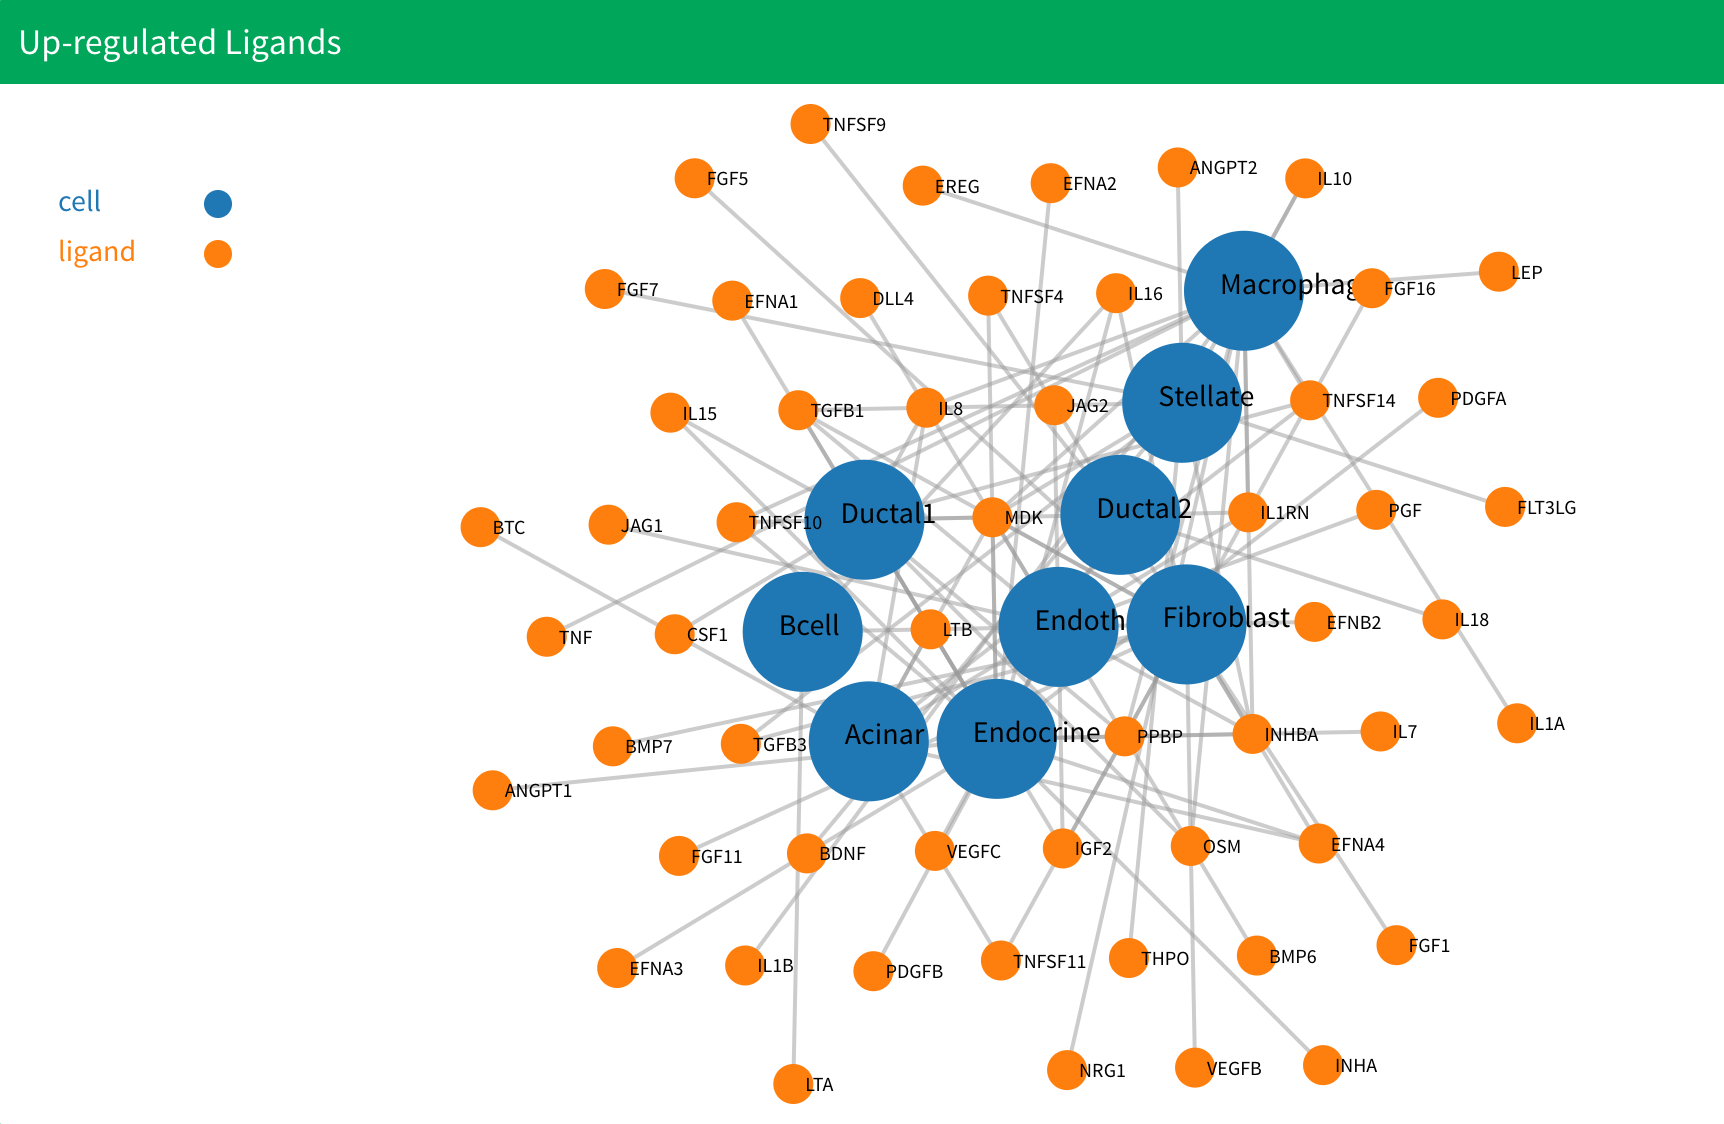 Up-regulated Ligands
cell
ligand
TNFSF9
FGF5
EREG
EFNA2
ANGPT2
IL10
FGF7
EFNA1
DLL4
TNFSF4
IL16
Macrophag
FGF16
LEP
IL15
TGFB1
IL8
JAG2
Stellate
TNFSF14
PDGFA
BTC
JAG1
TNFSF10
Ductal1
MDK
Ductal2
IL1RN
PGF
FLT3LG
TNF
CSF1
Bcell
LTB
Endoth
Fibroblast
EFNB2
IL18
BMP7
TGFB3
Acinar
Endocrine
PPBP
INHBA
IL7
IL1A
ANGPT1
FGF11
BDNF
VEGFC
IGF2
OSM
EFNA4
EFNA3
IL1B
PDGFB
TNFSF11
THPO
BMP6
FGF1
LTA
NRG1
VEGFB
INHA